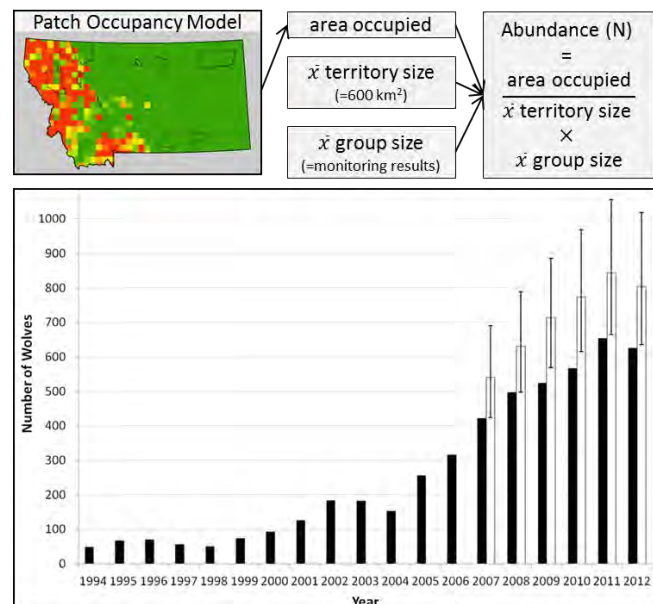 Patch Occupancy Model
area occupied
ẋ territory size
(=600 km²)
ẋ group size
(=monitoring results)
Abundance (N)
=
area occupied
ẋ territory size
×
ẋ group size
Number of Wolves
1000
900
800
700
600
500
400
300
200
100
0
1994 1995 1996 1997 1998 1999 2000 2001 2002 2003 2004 2005 2006 2007 2008 2009 2010 2011 2012
Year